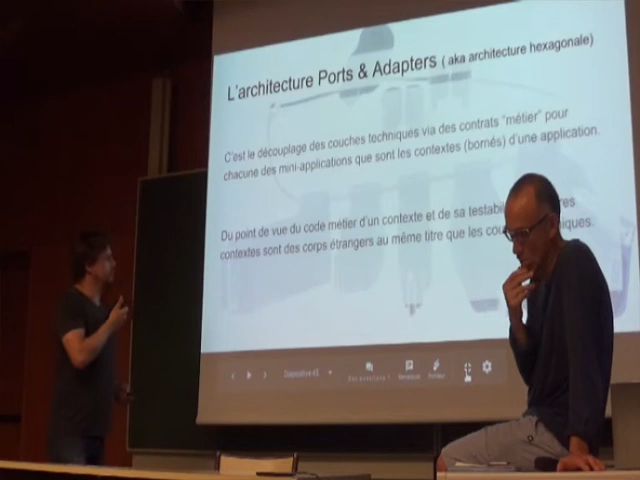 L'architecture Ports & Adapters ( aka architecture hexagonale)
C'est le découplage des couches techniques via des contrats "métier" pour
chacune des mini-applications que sont les contextes (bornés) d'une application.
Du point de vue du code métier d'un contexte et de sa testabi
contextes sont des corps étrangers au même titre que les cou iques.